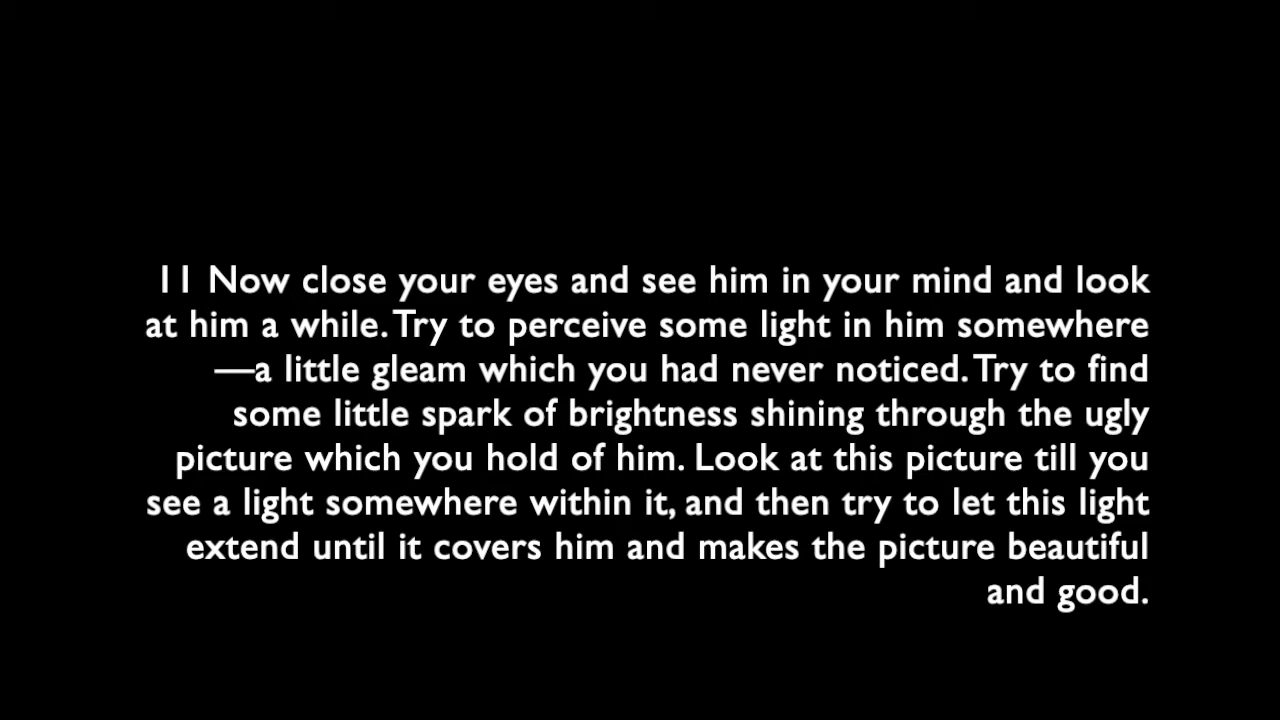 11 Now close your eyes and see him in your mind and look
at him a while. Try to perceive some light in him somewhere
—a little gleam which you had never noticed. Try to find
some little spark of brightness shining through the ugly
picture which you hold of him. Look at this picture till you
see a light somewhere within it, and then try to let this light
extend until it covers him and makes the picture beautiful
and good.